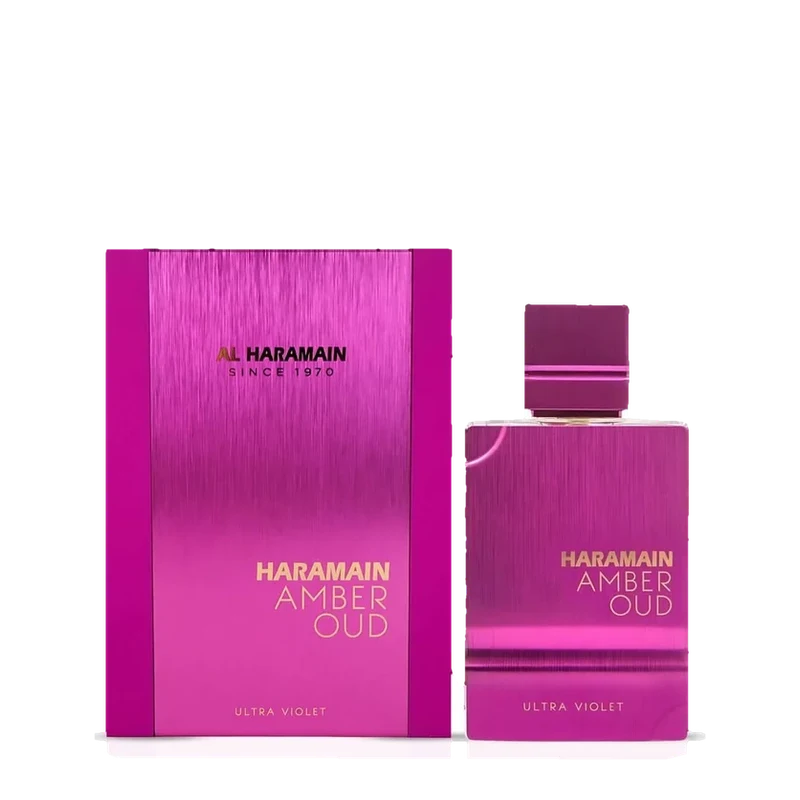 AL HARAMAIN
SINCE 1970
HARAMAIN
AMBER
OUD
ULTRA VIOLET
HARAMAIN
AMBER
OUD
ULTRA VIOLET